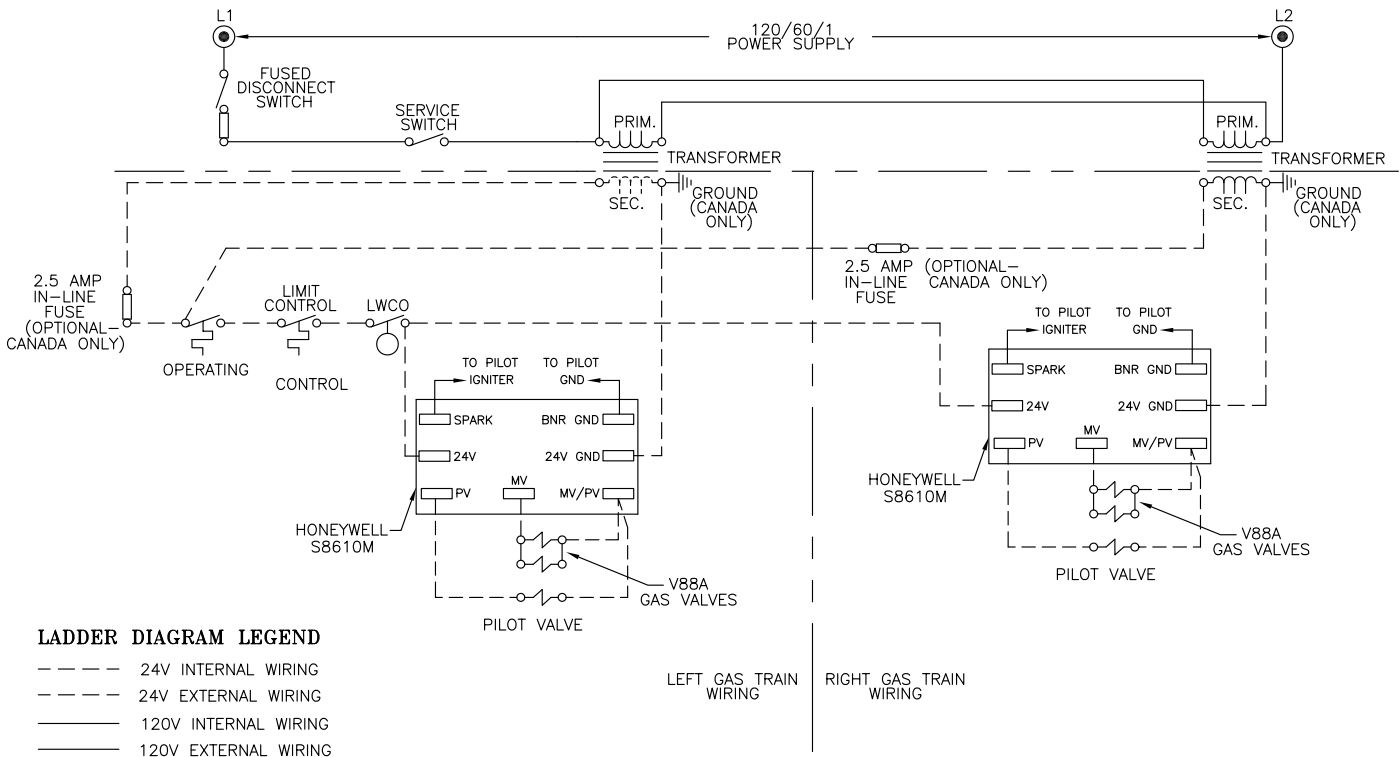 L1
L2
120/60/1
POWER SUPPLY
FUSED
DISCONNECT
SWITCH
SERVICE
SWITCH
PRIM.
TRANSFORMER
PRIM.
TRANSFORMER
SEC.
GROUND
(CANADA
ONLY)
SEC.
GROUND
(CANADA
ONLY)
2.5 AMP
IN-LINE
FUSE
(OPTIONAL-
CANADA ONLY)
2.5 AMP (OPTIONAL-
IN-LINE CANADA ONLY)
FUSE
LIMIT
CONTROL
LWCO
OPERATING
CONTROL
TO PILOT
IGNITER
TO PILOT
GND
SPARK
BNR GND
24V
24V GND
PV
MV
MV/PV
HONEYWELL
S8610M
V88A
GAS VALVES
PILOT VALVE
TO PILOT
IGNITER
TO PILOT
GND
SPARK
BNR GND
24V
24V GND
PV
MV
MV/PV
HONEYWELL
S8610M
V88A
GAS VALVES
PILOT VALVE
LADDER DIAGRAM LEGEND
24V INTERNAL WIRING
24V EXTERNAL WIRING
120V INTERNAL WIRING
120V EXTERNAL WIRING
LEFT GAS TRAIN
WIRING
RIGHT GAS TRAIN
WIRING